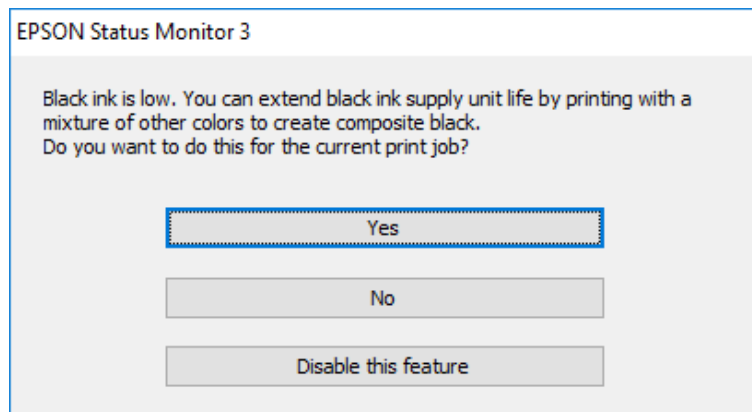 EPSON Status Monitor 3
Black ink is low. You can extend black ink supply unit life by printing with a
mixture of other colors to create composite black.
Do you want to do this for the current print job?
Yes
No
Disable this feature